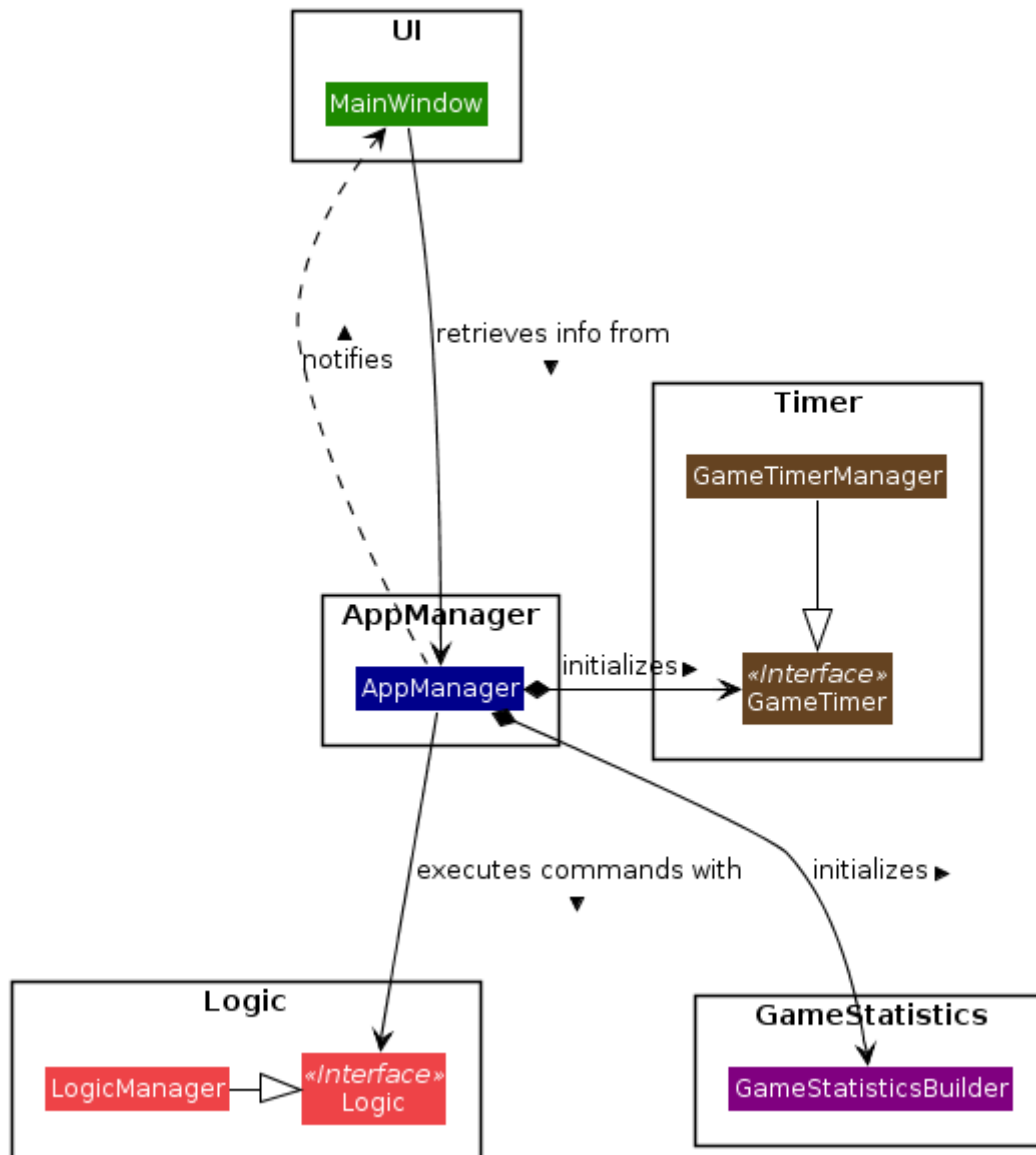 UI
MainWindow
retrieves info from
notifies
Timer
GameTimerManager
AppManager
initializes
AppManager
«Interface»
GameTimer
executes commands with
initializes
Logic
GameStatistics
LogicManager
«Interface»
Logic
GameStatisticsBuilder